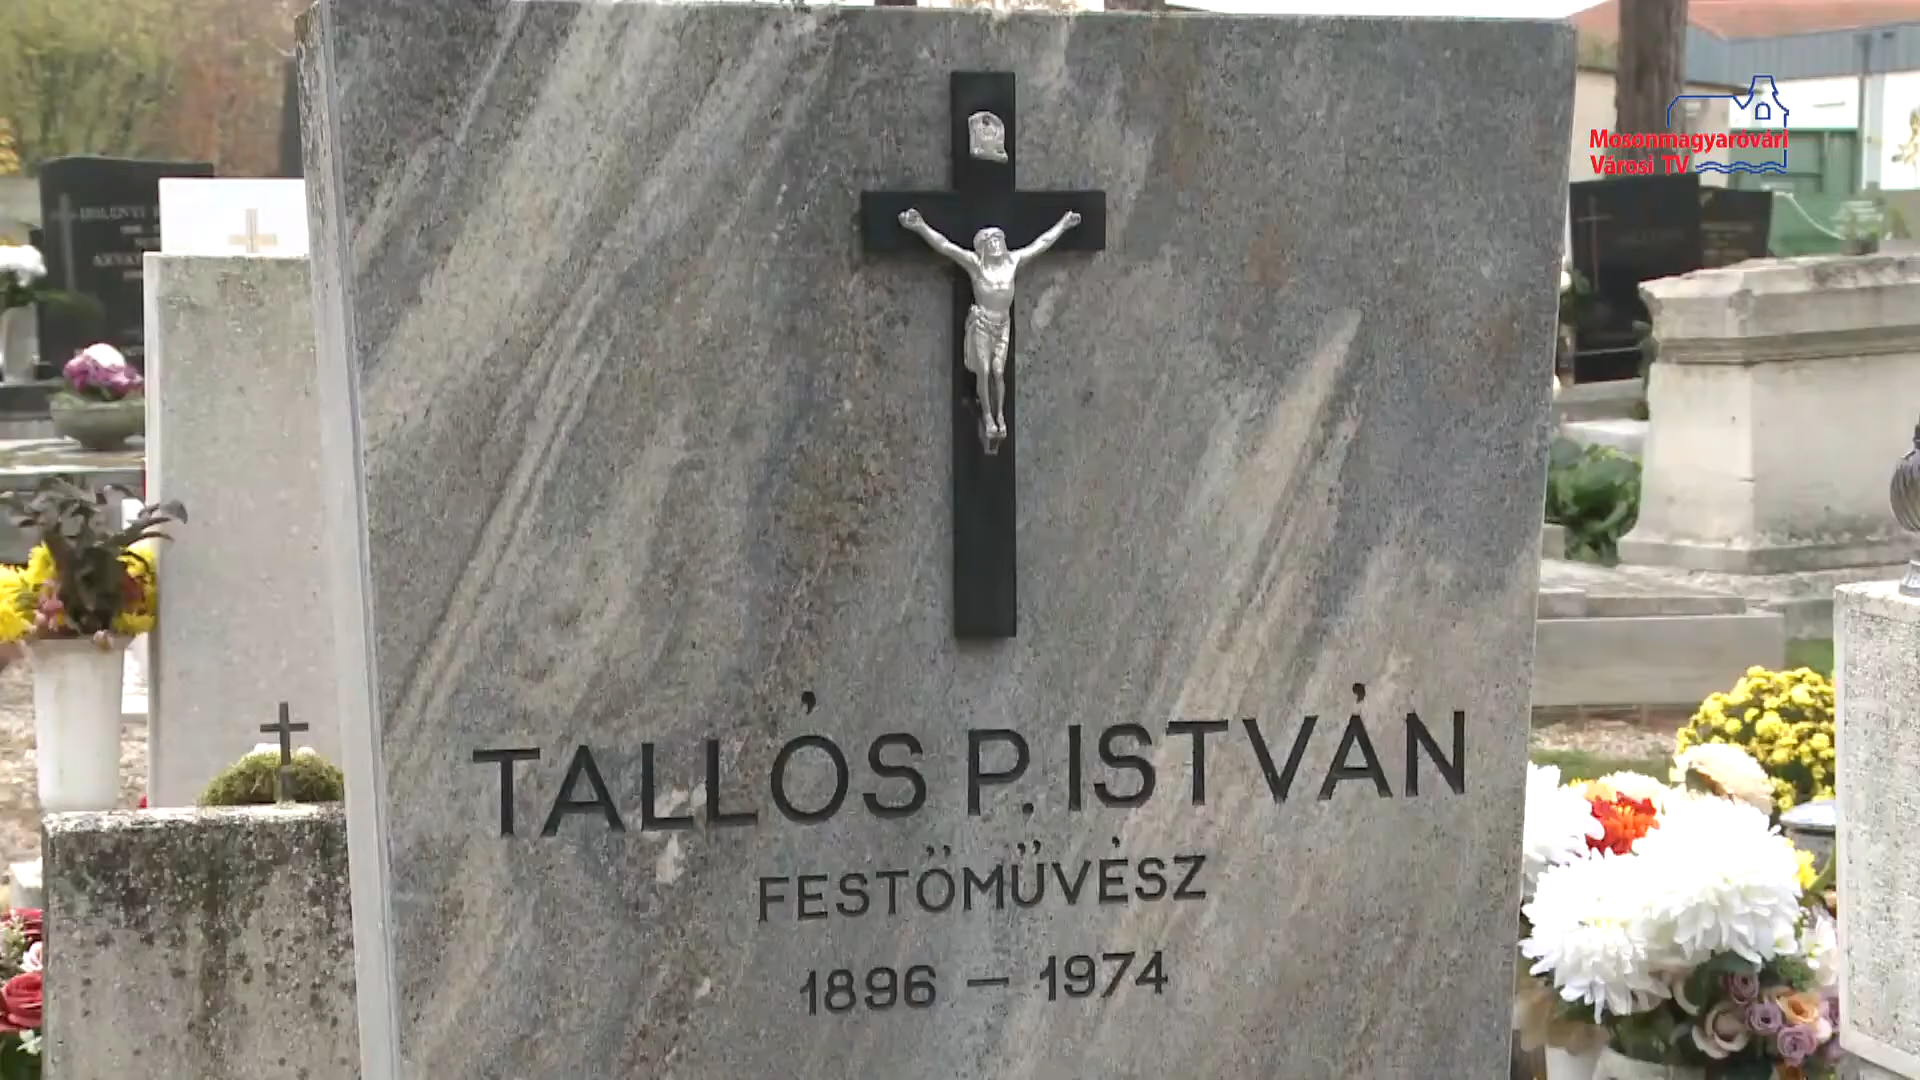 Mosonmagyaróvári
Városi TV
TALLÓS P. ISTVÁN
FESTŐMŰVÉSZ
1896 – 1974